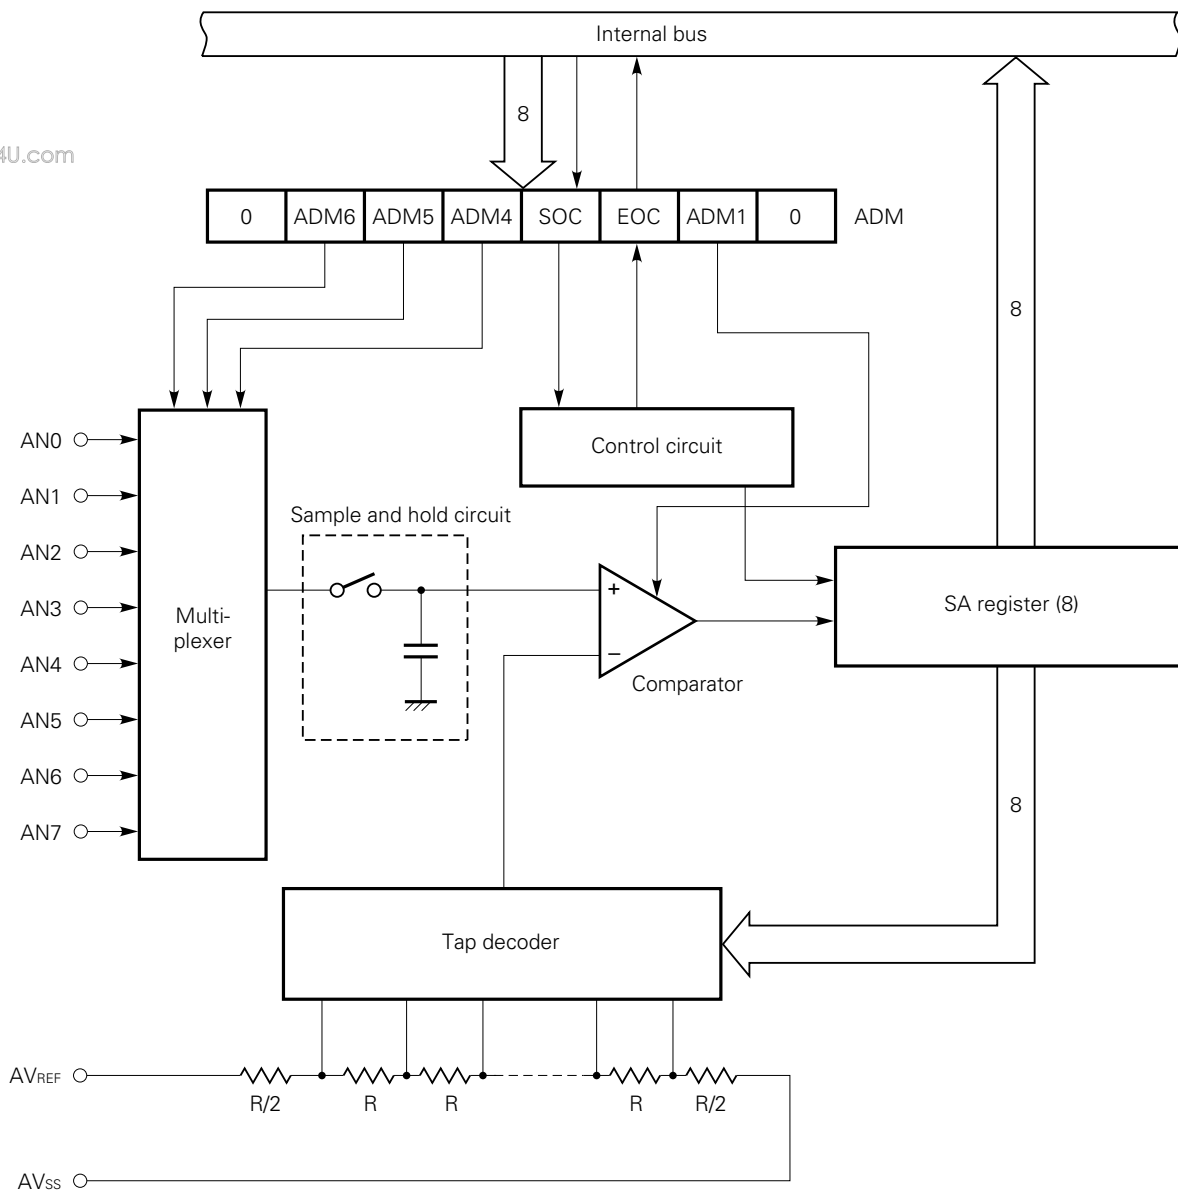 Internal bus
8
4U.com
0 ADM6 ADM5 ADM4 SOC EOC ADM1 0 ADM
8
Control circuit
AN0
AN1
AN2
AN3
AN4
AN5
AN6
AN7
Multi-
plexer
Sample and hold circuit
+
−
Comparator
SA register (8)
8
Tap decoder
AVREF
R/2 R R R R/2
AVSS